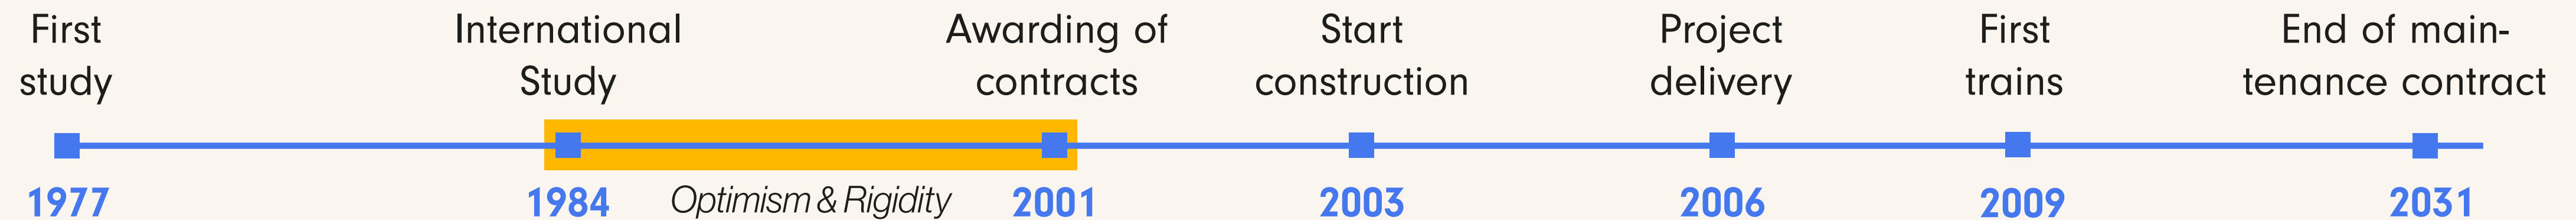 First
study
International
Study
Awarding of
contracts
Start
construction
Project
delivery
First
trains
End of main-
tenance contract
1977
1984
Optimism & Rigidity
2001
2003
2006
2009
2031